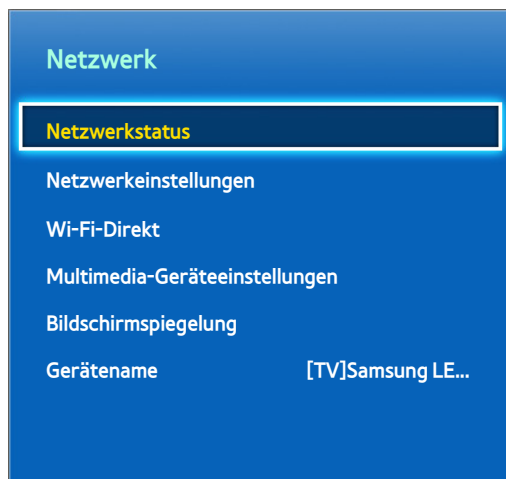 Netzwerk
Netzwerkstatus
Netzwerkeinstellungen
Wi-Fi-Direkt
Multimedia-Geräteeinstellungen
Bildschirmspiegelung
Gerätename [TV]Samsung LE...